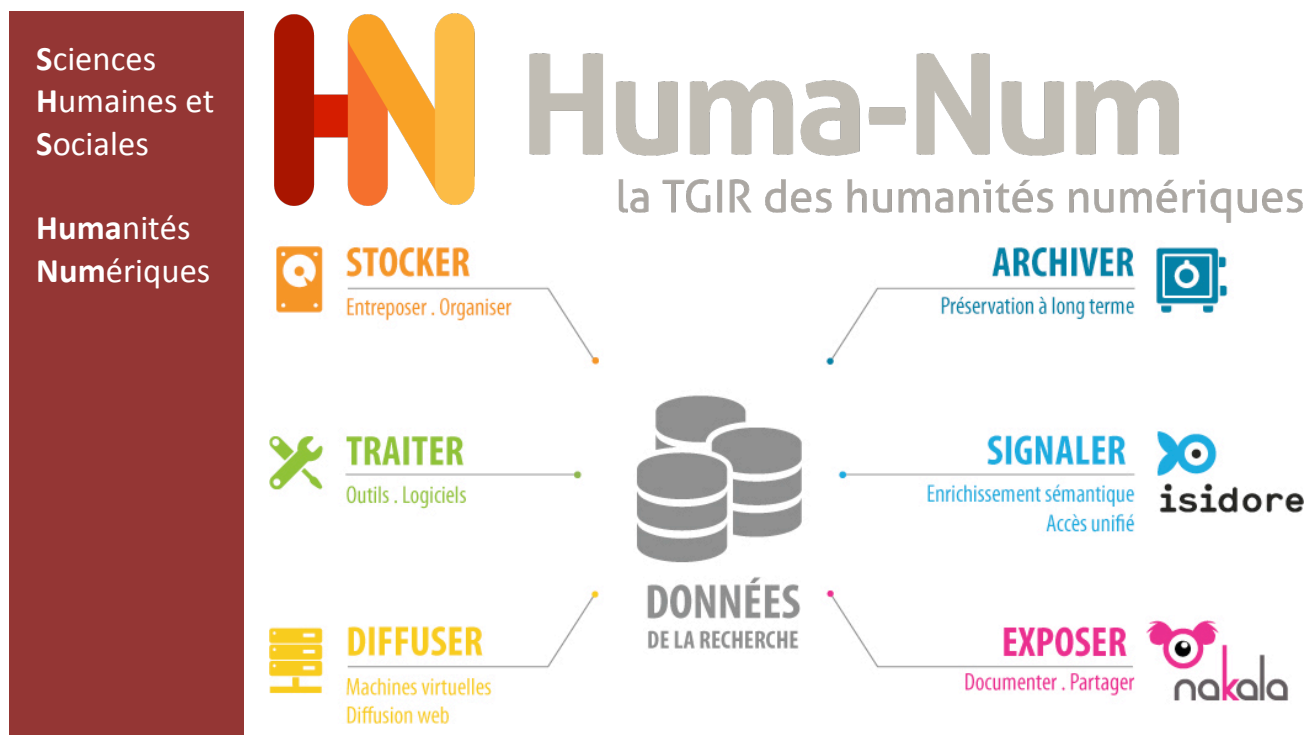 Sciences
Humaines et
Sociales
Humanités
Numériques
HN
Huma-Num
la TGIR des humanités numériques
STOCKER
Entreposer . Organiser
ARCHIVER
Préservation à long terme
TRAITER
Outils . Logiciels
SIGNALER
Enrichissement sémantique
Accès unifié
isidore
DONNÉES
DE LA RECHERCHE
DIFFUSER
Machines virtuelles
Diffusion web
EXPOSER
Documenter . Partager
nakala